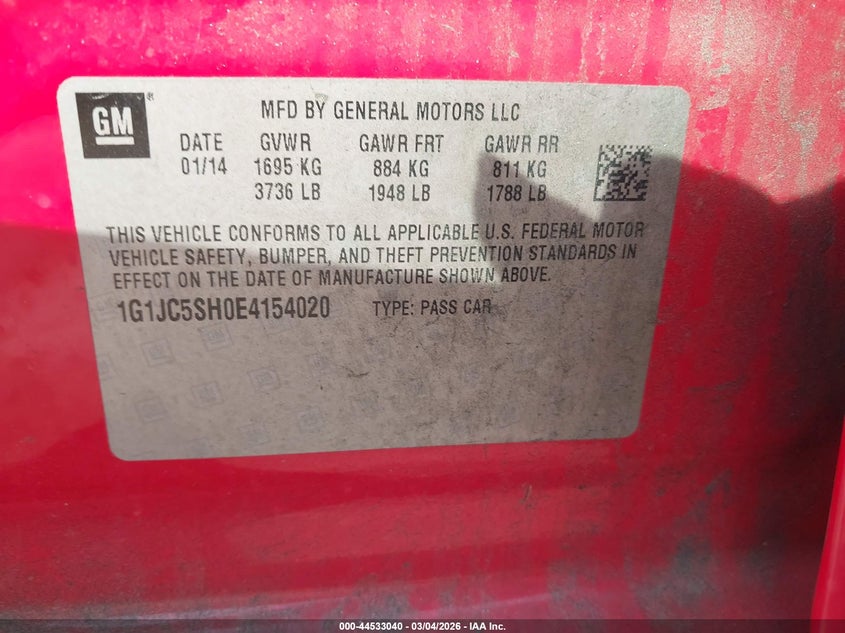 GM®
MFD BY GENERAL MOTORS LLC
DATE GVWR GAWR FRT GAWR RR
01/14 1695 KG 884 KG 811 KG
3736 LB 1948 LB 1788 LB
THIS VEHICLE CONFORMS TO ALL APPLICABLE U.S. FEDERAL MOTOR
VEHICLE SAFETY, BUMPER, AND THEFT PREVENTION STANDARDS IN
EFFECT ON THE DATE OF MANUFACTURE SHOWN ABOVE.
1G1JC5SH0E4154020 TYPE: PASS CAR
000-44533040 - 03/04/2026 - IAA Inc.